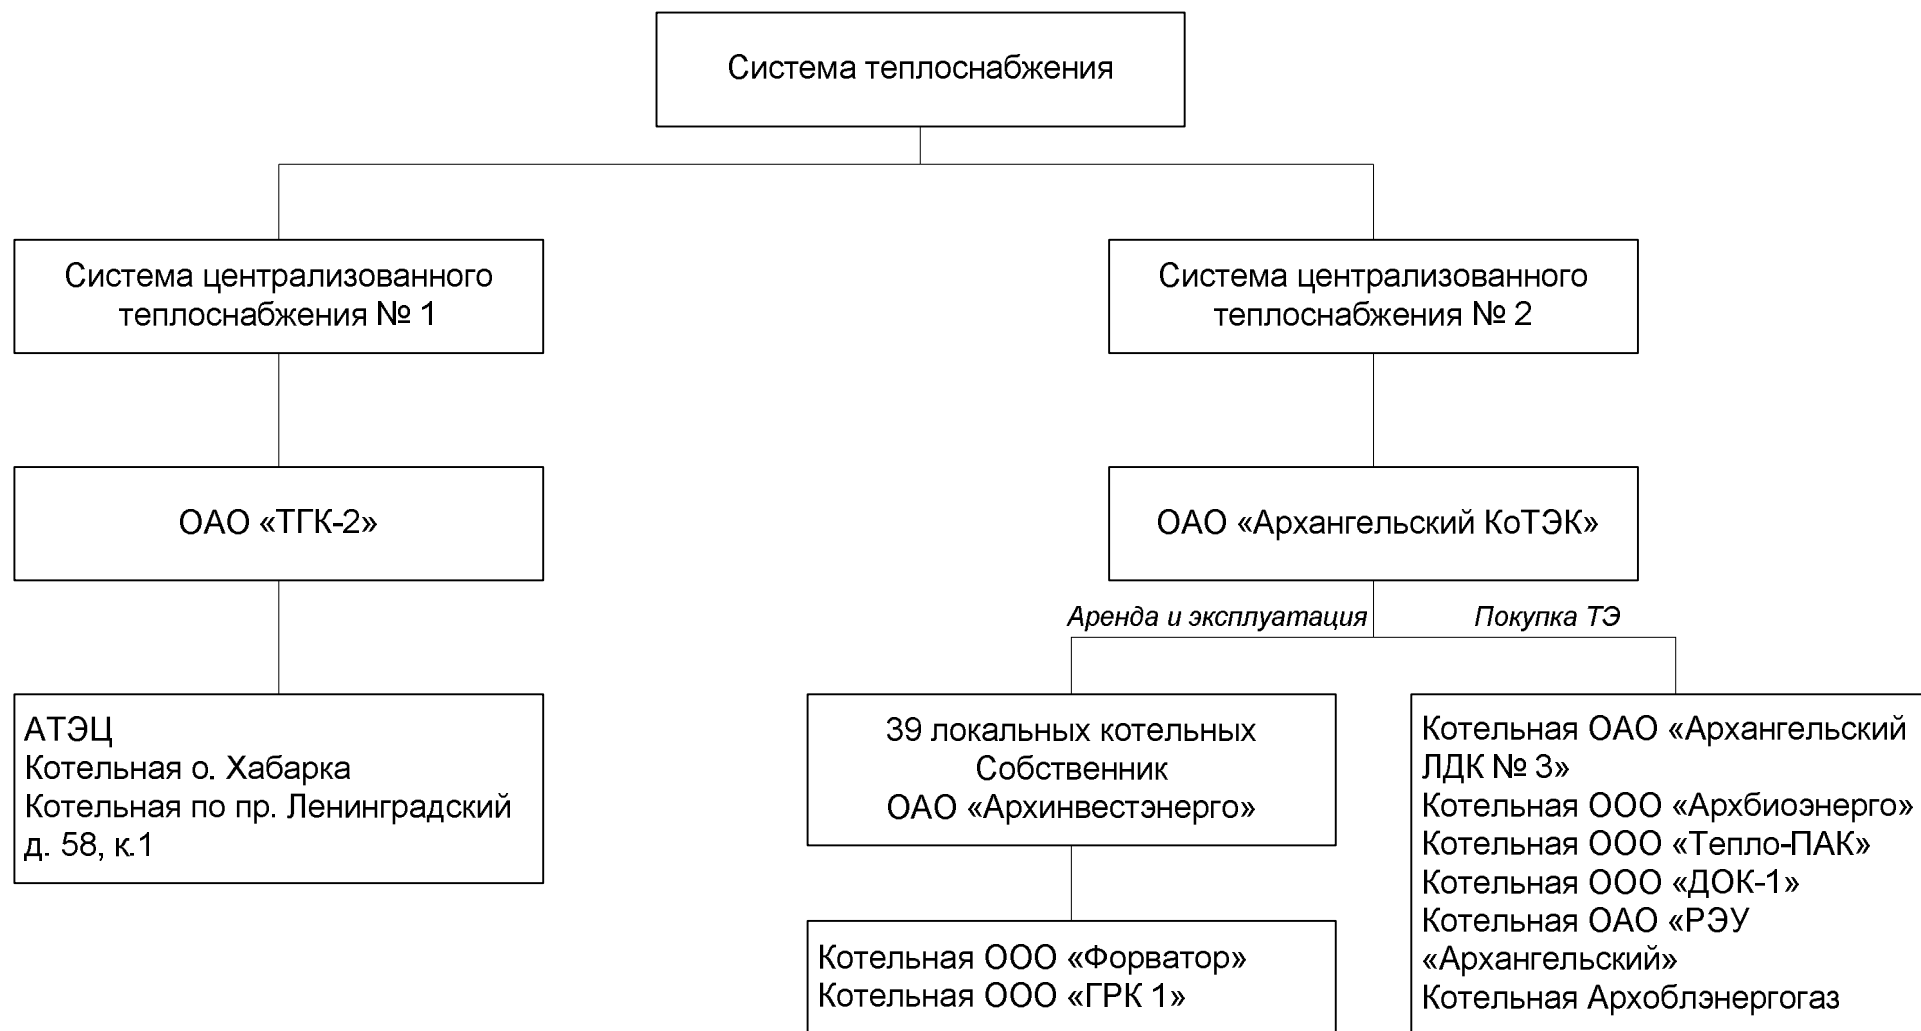 Система теплоснабжения
Система централизованного
теплоснабжения № 1
Система централизованного
теплоснабжения № 2
ОАО «ТГК-2»
ОАО «Архангельский КоТЭК»
Аренда и эксплуатация
Покупка ТЭ
АТЭЦ
Котельная о. Хабарка
Котельная по пр. Ленинградский
д. 58, к.1
39 локальных котельных
Собственник
ОАО «Архинвестэнерго»
Котельная ООО «Форватор»
Котельная ООО «ГРК 1»
Котельная ОАО «Архангельский
ЛДК № 3»
Котельная ООО «Архбиоэнерго»
Котельная ООО «Тепло-ПАК»
Котельная ООО «ДОК-1»
Котельная ОАО «РЭУ
«Архангельский»
Котельная Архоблэнергогаз